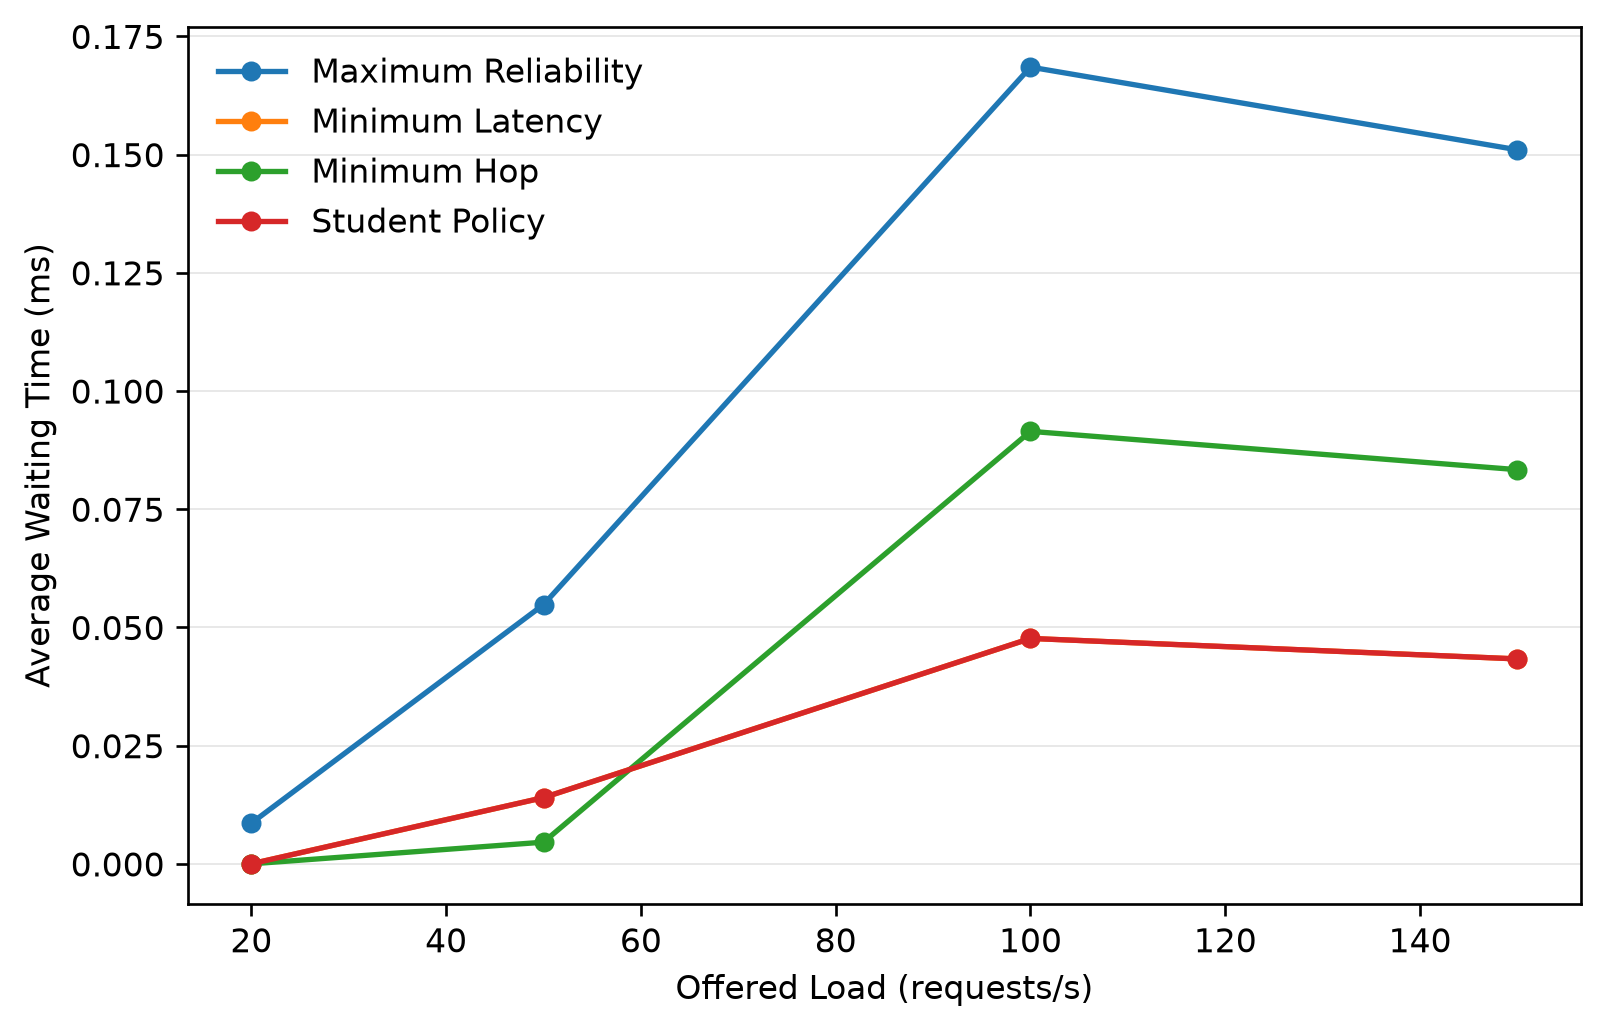 0.175
0.150
0.125
0.100
0.075
0.050
0.025
0.000
Average Waiting Time (ms)
Maximum Reliability
Minimum Latency
Minimum Hop
Student Policy
20 40 60 80 100 120 140
Offered Load (requests/s)